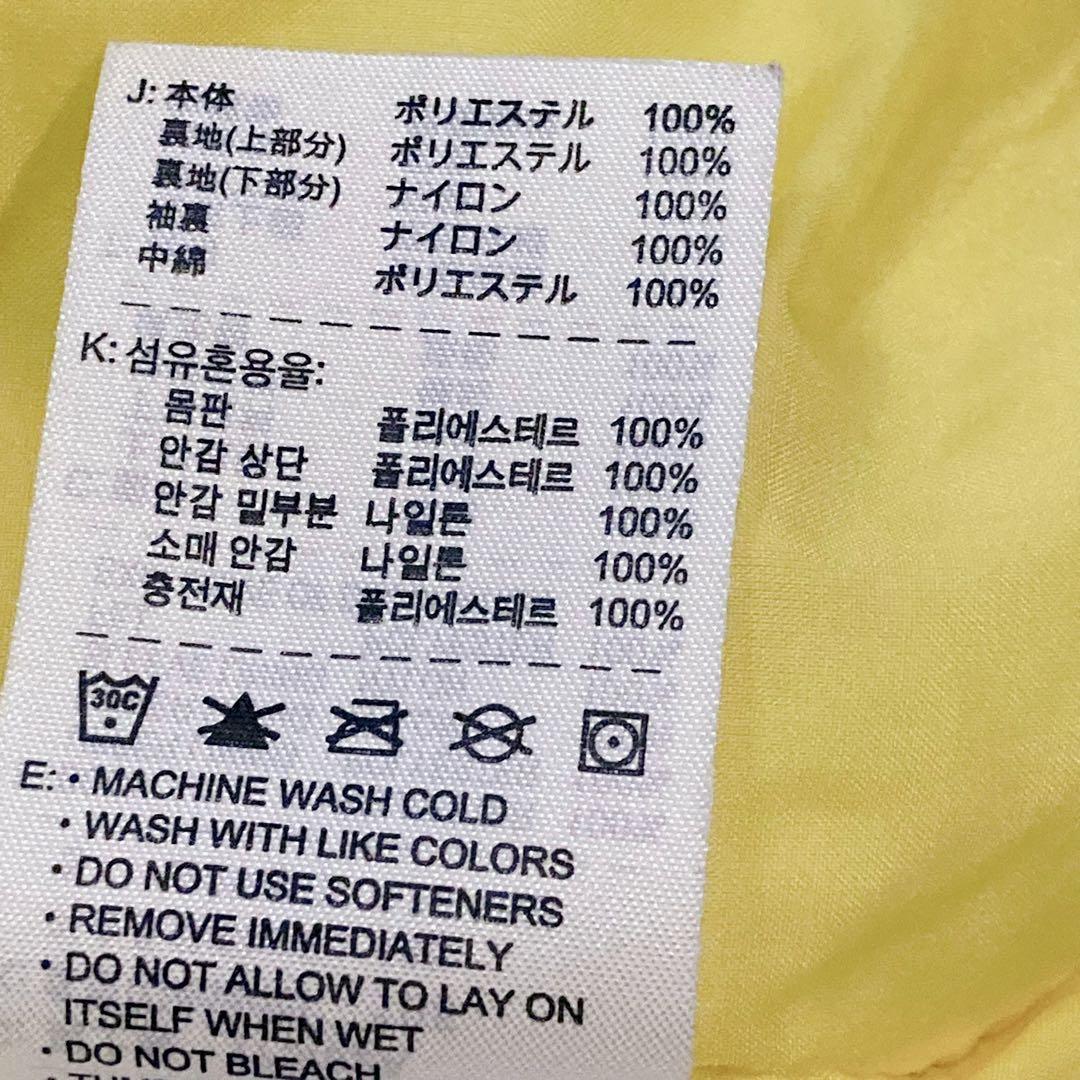 J: 本体 ポリエステル 100%
裏地(上部分) ポリエステル 100%
裏地(下部分) ナイロン 100%
袖裏 ナイロン 100%
中綿 ポリエステル 100%
K: 섬유혼용율:
몸판 폴리에스테르 100%
안감 상단 폴리에스테르 100%
안감 밑부분 나일론 100%
소매 안감 나일론 100%
충전재 폴리에스테르 100%
30C
E: • MACHINE WASH COLD
• WASH WITH LIKE COLORS
• DO NOT USE SOFTENERS
• REMOVE IMMEDIATELY
• DO NOT ALLOW TO LAY ON
ITSELF WHEN WET
• DO NOT BLEACH